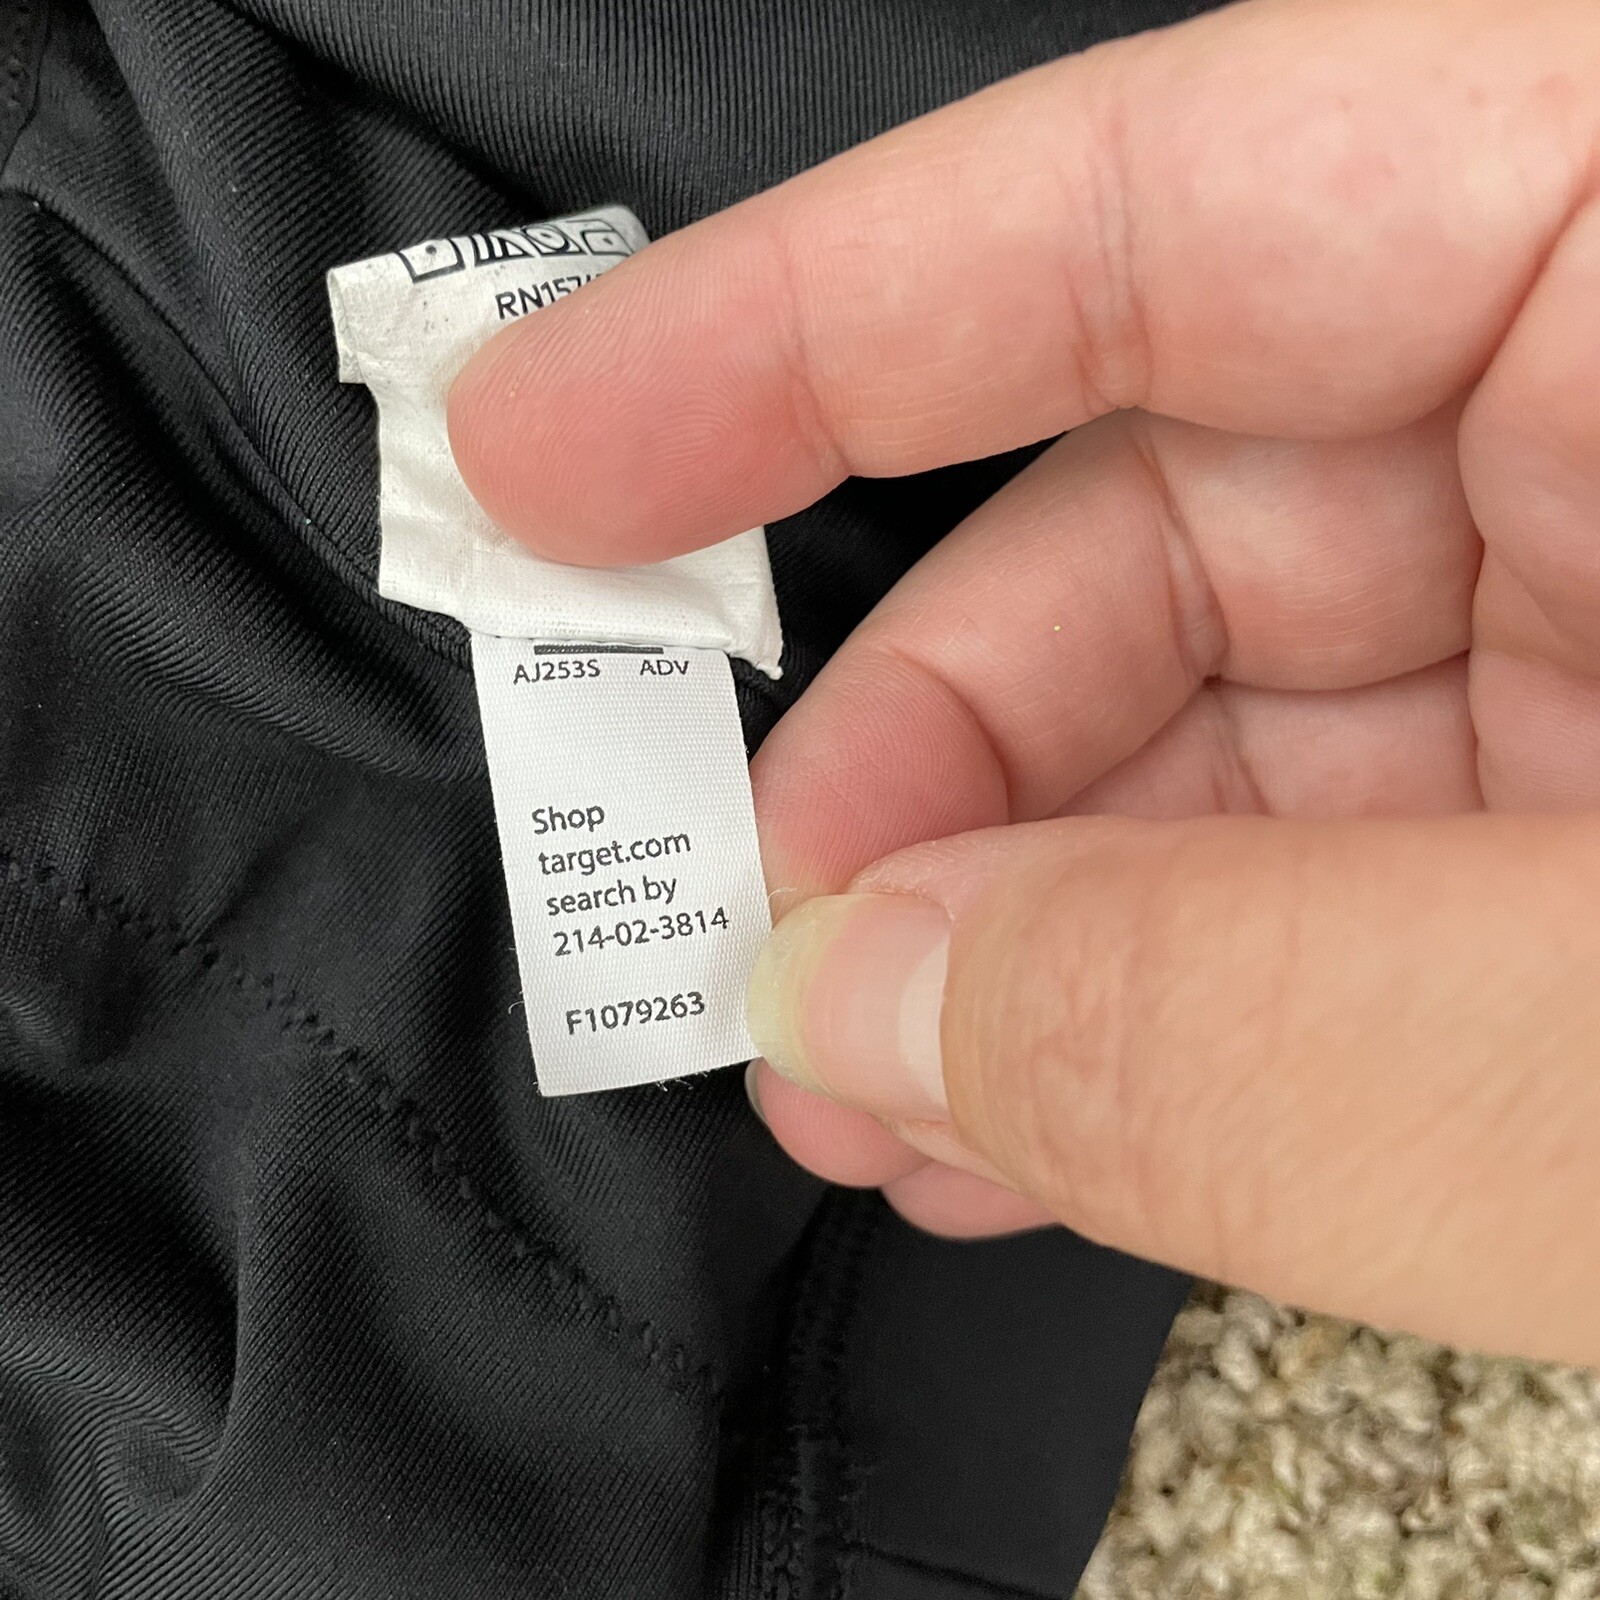 AJ253S ADV
Shop
target.com
search by
214-02-3814
F1079263